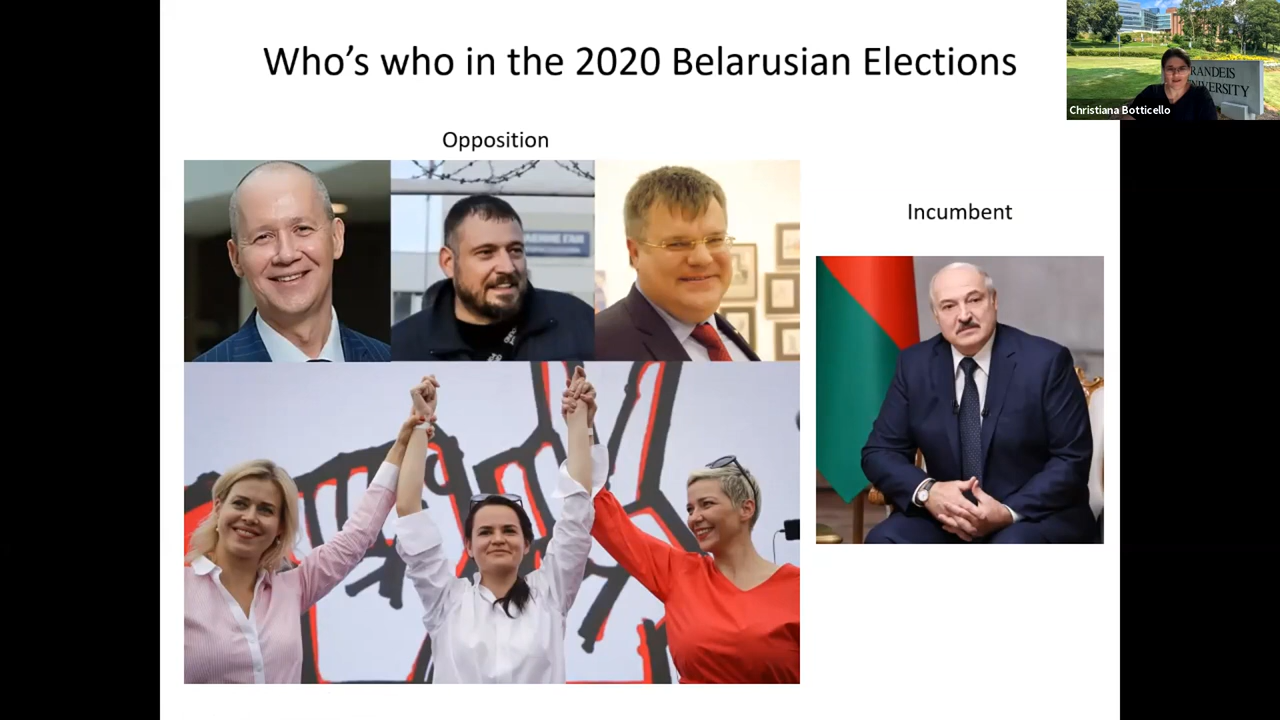 Who's who in the 2020 Belarusian Elections
RANDEIS
UNIVERSITY
Christiana Botticello
Opposition
Incumbent